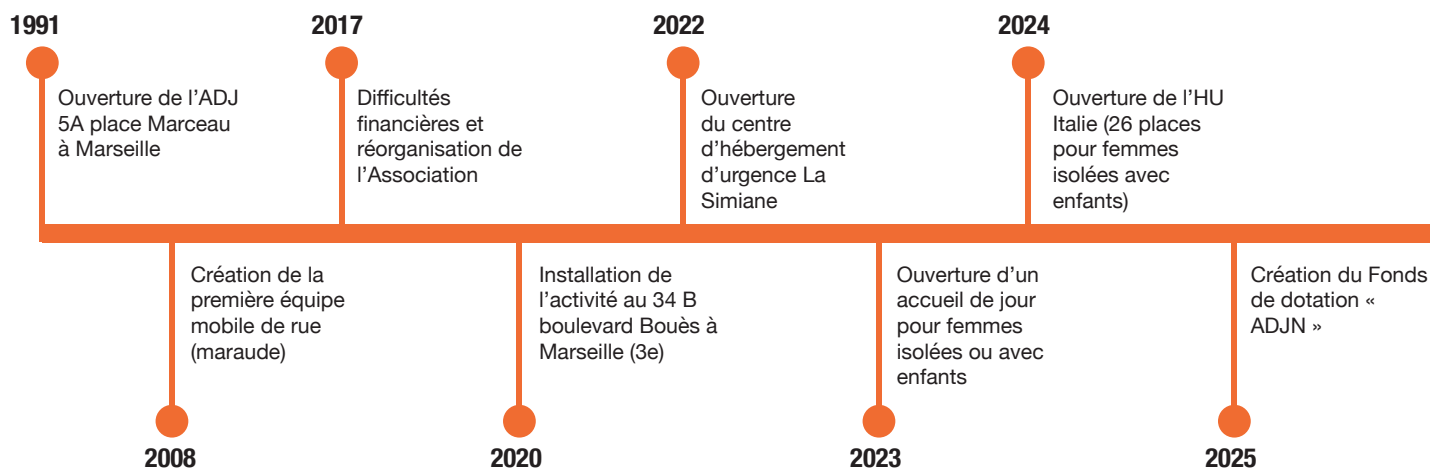 1991
Ouverture de l’ADJ
5A place Marceau
à Marseille
2008
Création de la
première équipe
mobile de rue
(maraude)
2017
Difficultés
financières et
réorganisation de
l’Association
2020
Installation de
l’activité au 34 B
boulevard Bouès à
Marseille (3e)
2022
Ouverture
du centre
d’hébergement
d’urgence La
Simiane
2023
Ouverture d’un
accueil de jour
pour femmes
isolées ou avec
enfants
2024
Ouverture de l’HU
Italie (26 places
pour femmes
isolées avec
enfants)
2025
Création du Fonds
de dotation «
ADJN »